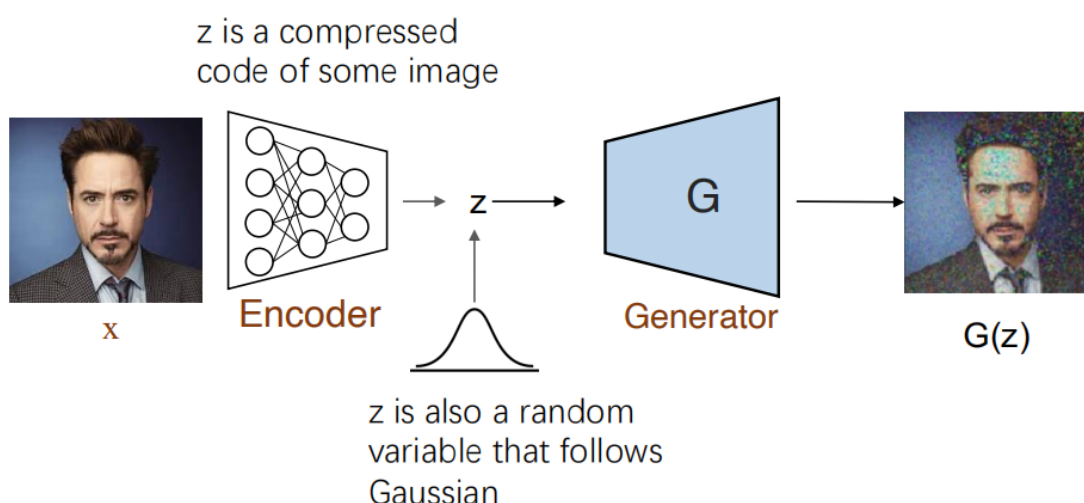 z is a compressed
code of some image
z
G
x
Encoder
Generator
G(z)
z is also a random
variable that follows
Gaussian